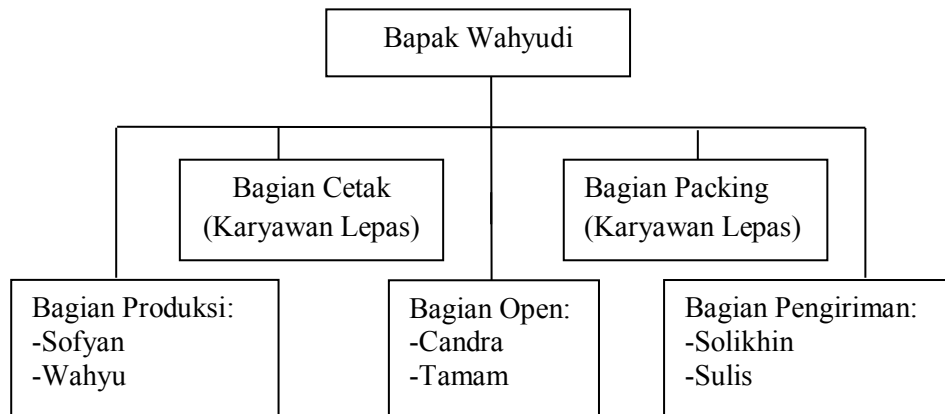 Bapak Wahyudi
Bagian Cetak
(Karyawan Lepas)
Bagian Packing
(Karyawan Lepas)
Bagian Produksi:
-Sofyan
-Wahyu
Bagian Open:
-Candra
-Tamam
Bagian Pengiriman:
-Solikhin
-Sulis